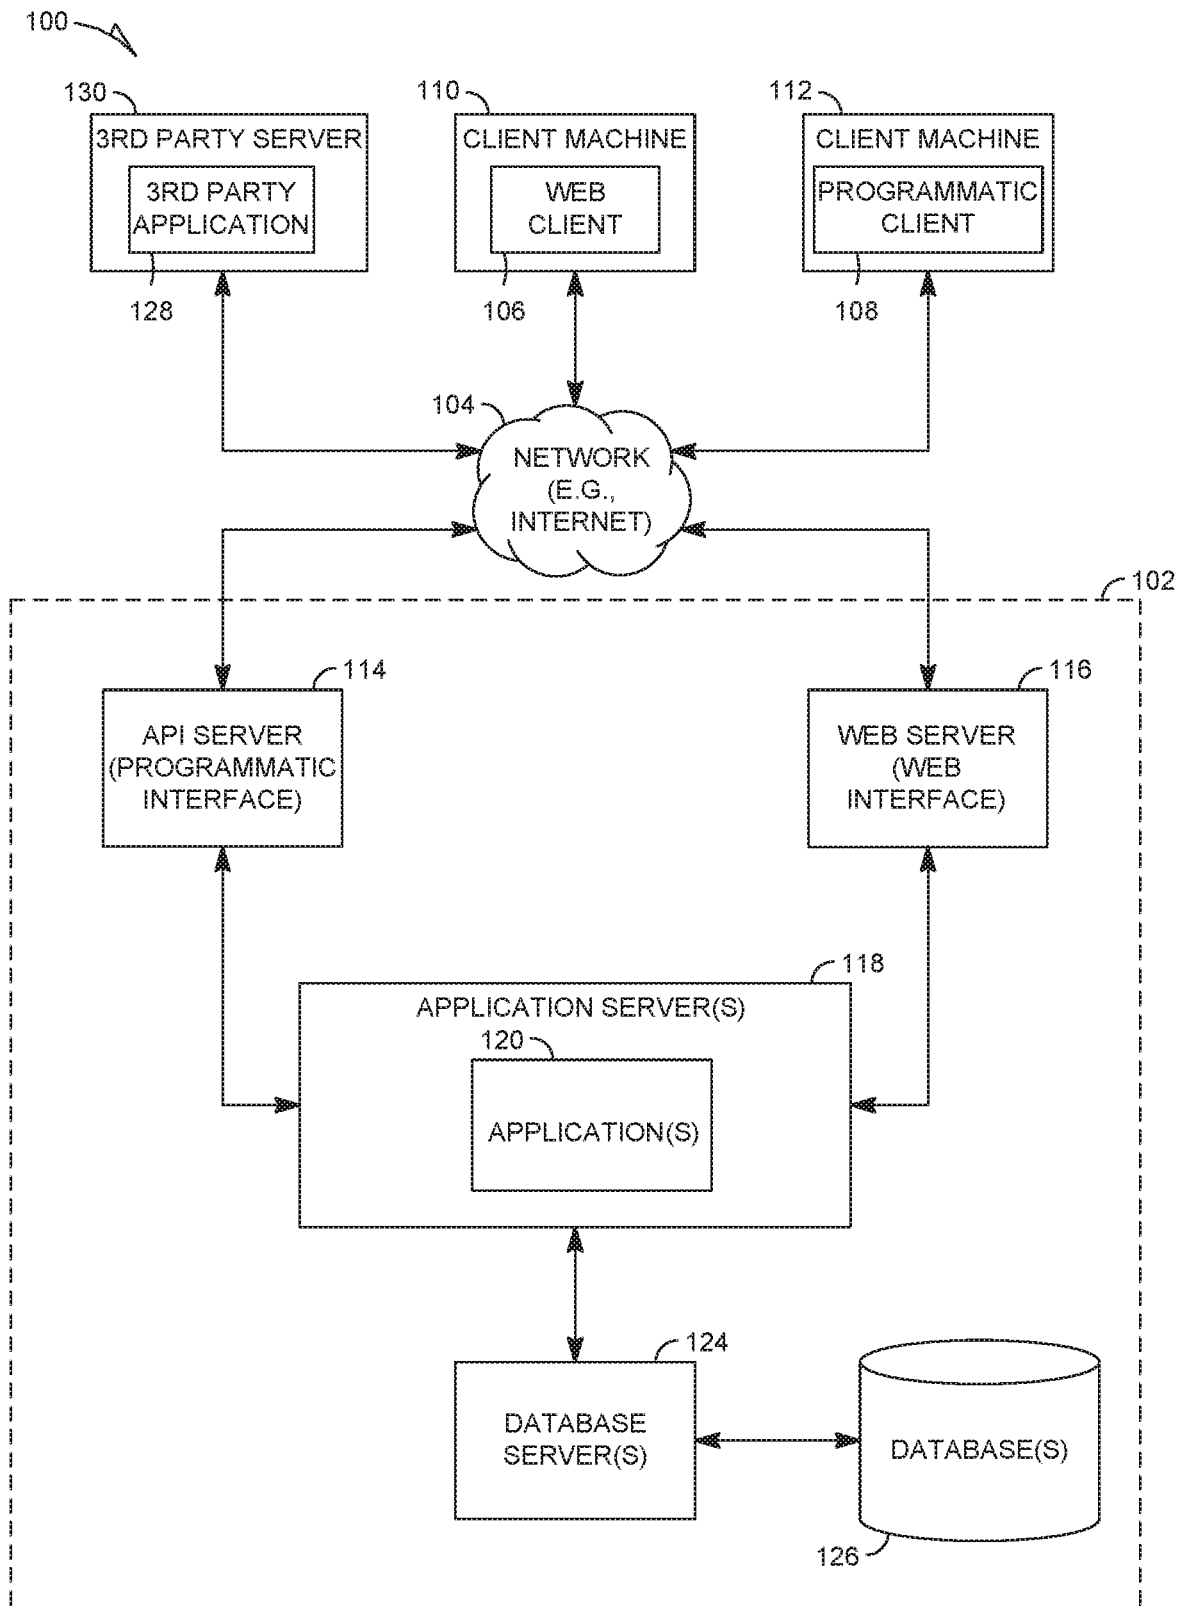 100
130
110
112
3RD PARTY SERVER
CLIENT MACHINE
CLIENT MACHINE
3RD PARTY
APPLICATION
WEB
CLIENT
PROGRAMMATIC
CLIENT
128
106
108
104
NETWORK
(E.G.,
INTERNET)
102
114
116
API SERVER
(PROGRAMMATIC
INTERFACE)
WEB SERVER
(WEB
INTERFACE)
118
APPLICATION SERVER(S)
120
APPLICATION(S)
124
DATABASE
SERVER(S)
DATABASE(S)
126